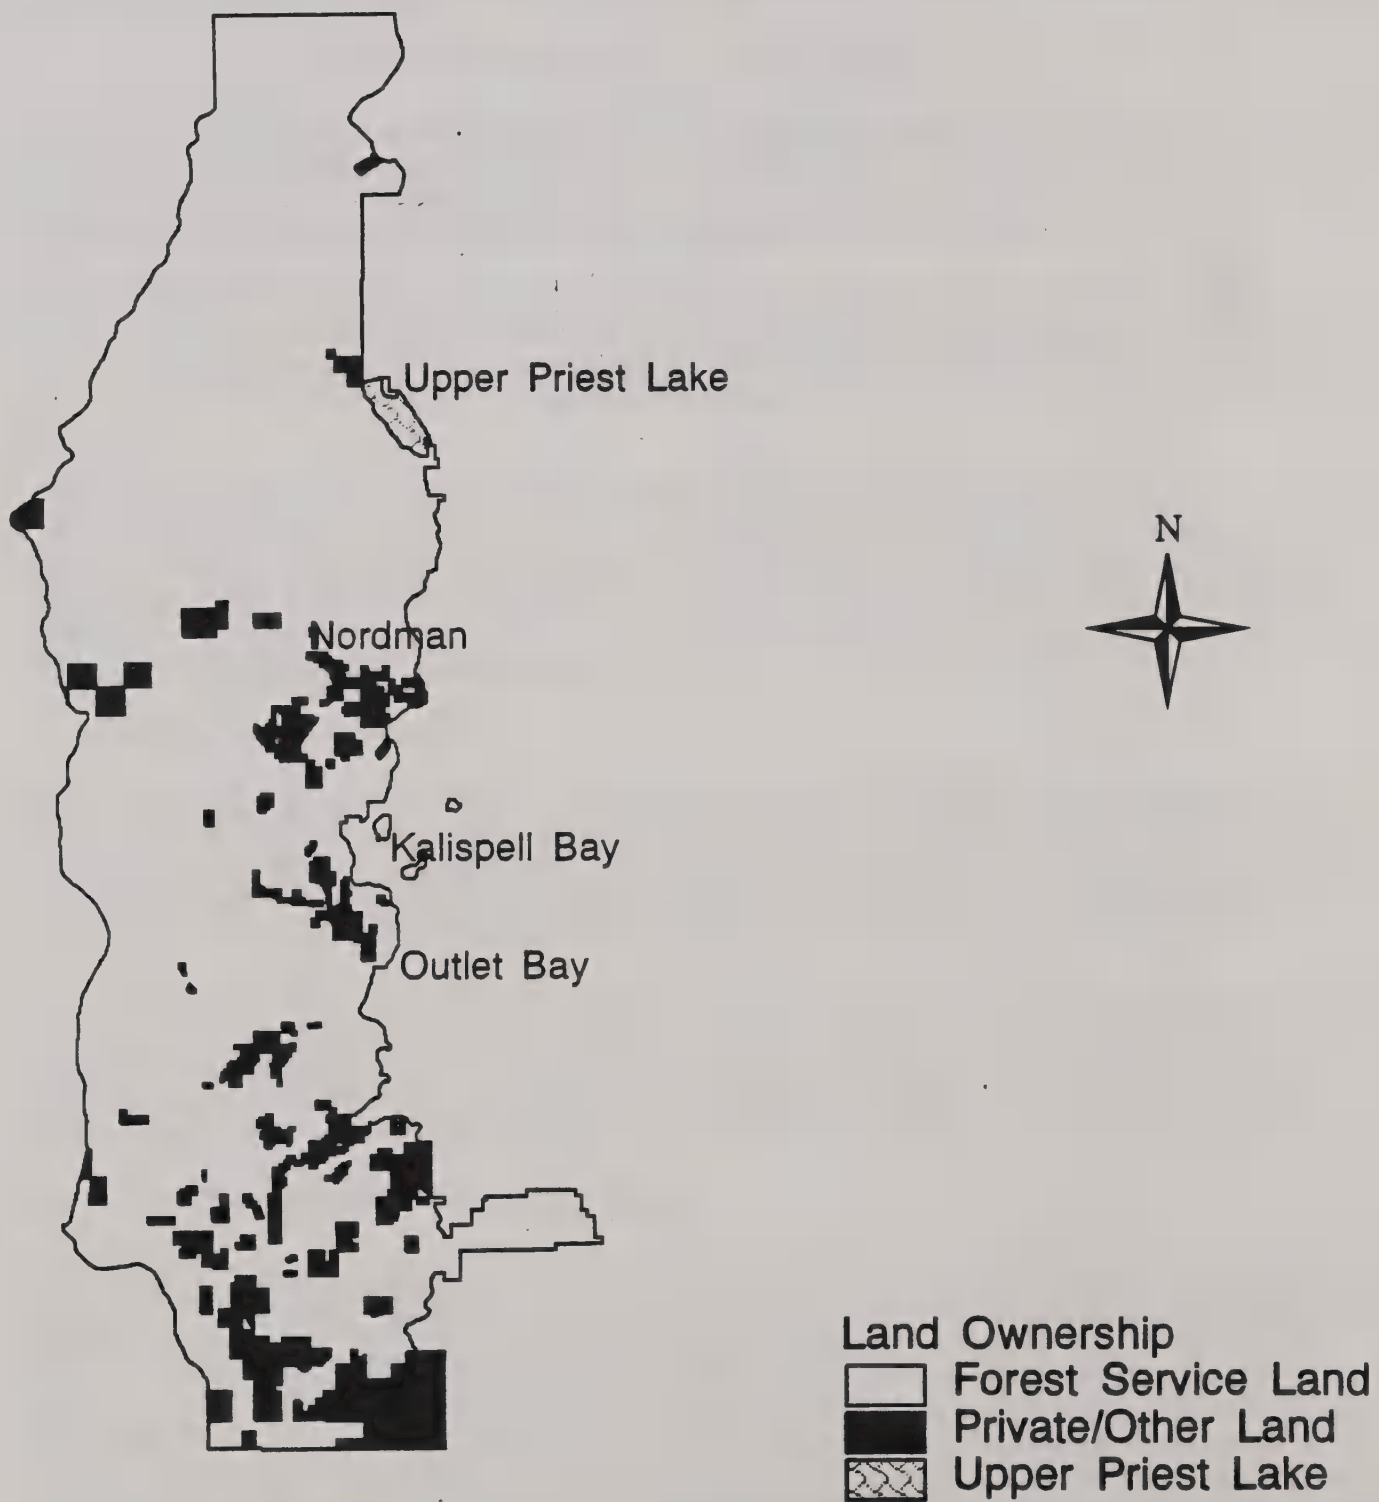 Upper Priest Lake
N
Nordman
Kalispell Bay
Outlet Bay
Land Ownership
Forest Service Land
Private/Other Land
Upper Priest Lake